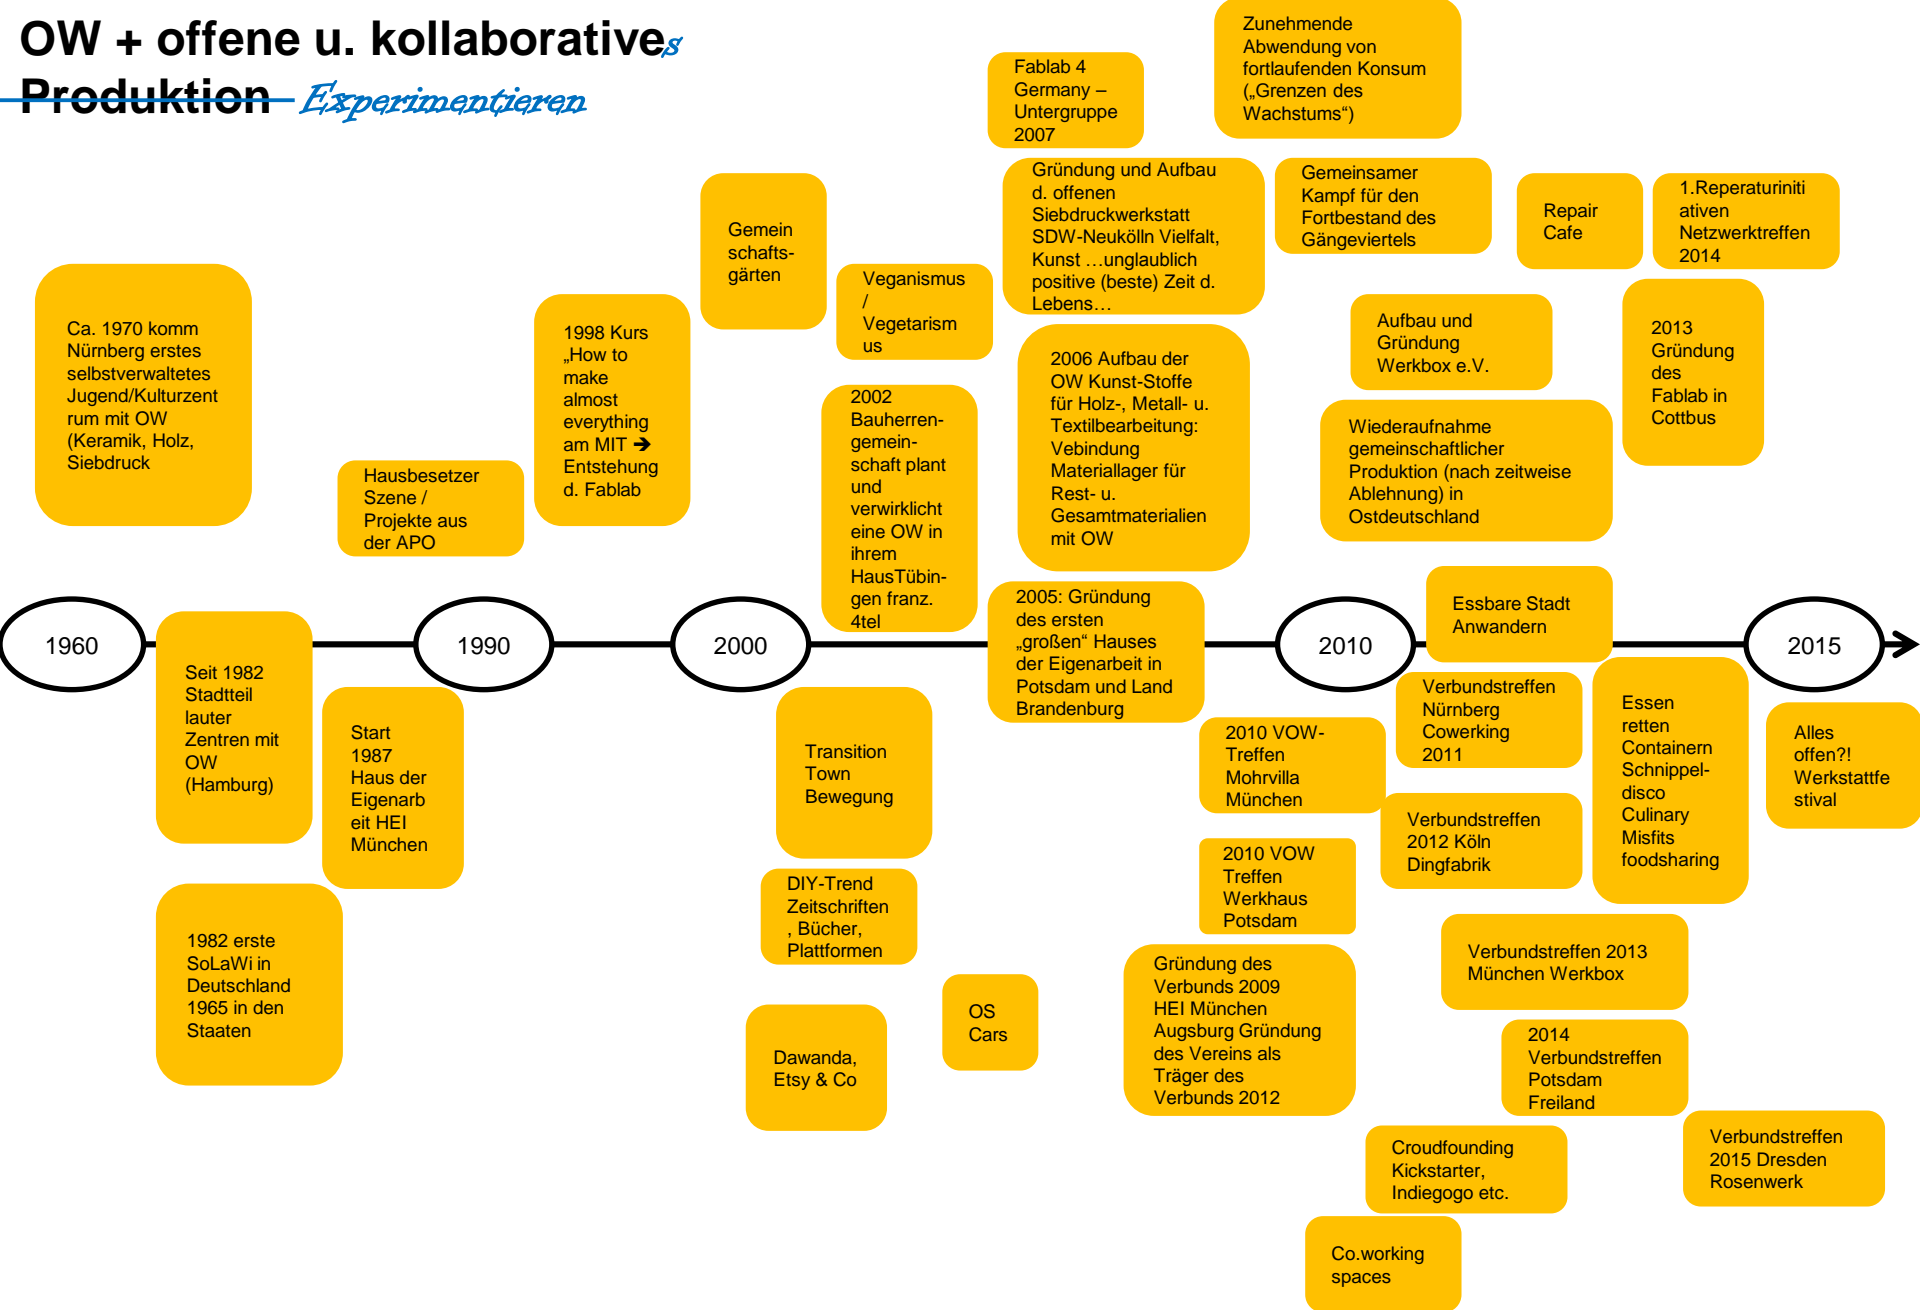 OW + offene u. kollaboratives
Produktion Experimentieren
Zunehmende
Abwendung von
fortlaufenden Konsum
(„Grenzen des
Wachstums“)
Fablab 4
Germany –
Untergruppe
2007
Gemein
schafts-
gärten
Gründung und Aufbau
d. offenen
Siebdruckwerkstatt
SDW-Neukölln Vielfalt,
Kunst …unglaublich
positive (beste) Zeit d.
Lebens…
Gemeinsamer
Kampf für den
Fortbestand des
Gängeviertels
Repair
Cafe
1.Reperaturiniti
ativen
Netzwerktreffen
2014
Ca. 1970 komm
Nürnberg erstes
selbstverwaltetes
Jugend/Kulturzent
rum mit OW
(Keramik, Holz,
Siebdruck
Hausbesetzer
Szene /
Projekte aus
der APO
1998 Kurs
„How to
make
almost
everything
am MIT ➔
Entstehung
d. Fablab
Veganismus
/
Vegetarism
us
2002
Bauherren-
gemein-
schaft plant
und
verwirklicht
eine OW in
ihrem
HausTübin-
gen franz.
4tel
2006 Aufbau der
OW Kunst-Stoffe
für Holz-, Metall- u.
Textilbearbeitung:
Vebindung
Materiallager für
Rest- u.
Gesamtmaterialien
mit OW
Aufbau und
Gründung
Werkbox e.V.
2013
Gründung
des
Fablab in
Cottbus
Wiederaufnahme
gemeinschaftlicher
Produktion (nach zeitweise
Ablehnung) in
Ostdeutschland
2005: Gründung
des ersten
„großen“ Hauses
der Eigenarbeit in
Potsdam und Land
Brandenburg
Essbare Stadt
Anwandern
1960
1990
2000
2010
2015
Seit 1982
Stadtteil
lauter
Zentren mit
OW
(Hamburg)
Start
1987
Haus der
Eigenarb
eit HEI
München
1982 erste
SoLaWi in
Deutschland
1965 in den
Staaten
Transition
Town
Bewegung
DIY-Trend
Zeitschriften
, Bücher,
Plattformen
Dawanda,
Etsy & Co
OS
Cars
2010 VOW-
Treffen
Mohrvilla
München
2010 VOW
Treffen
Werkhaus
Potsdam
Gründung des
Verbunds 2009
HEI München
Augsburg Gründung
des Vereins als
Träger des
Verbunds 2012
Verbundstreffen
Nürnberg
Cowerking
2011
Verbundstreffen
2012 Köln
Dingfabrik
Essen
retten
Containern
Schnippel-
disco
Culinary
Misfits
foodsharing
Alles
offen?!
Werkstattfe
stival
Verbundstreffen 2013
München Werkbox
2014
Verbundstreffen
Potsdam
Freiland
Verbundstreffen
2015 Dresden
Rosenwerk
Croudfounding
Kickstarter,
Indiegogo etc.
Co.working
spaces